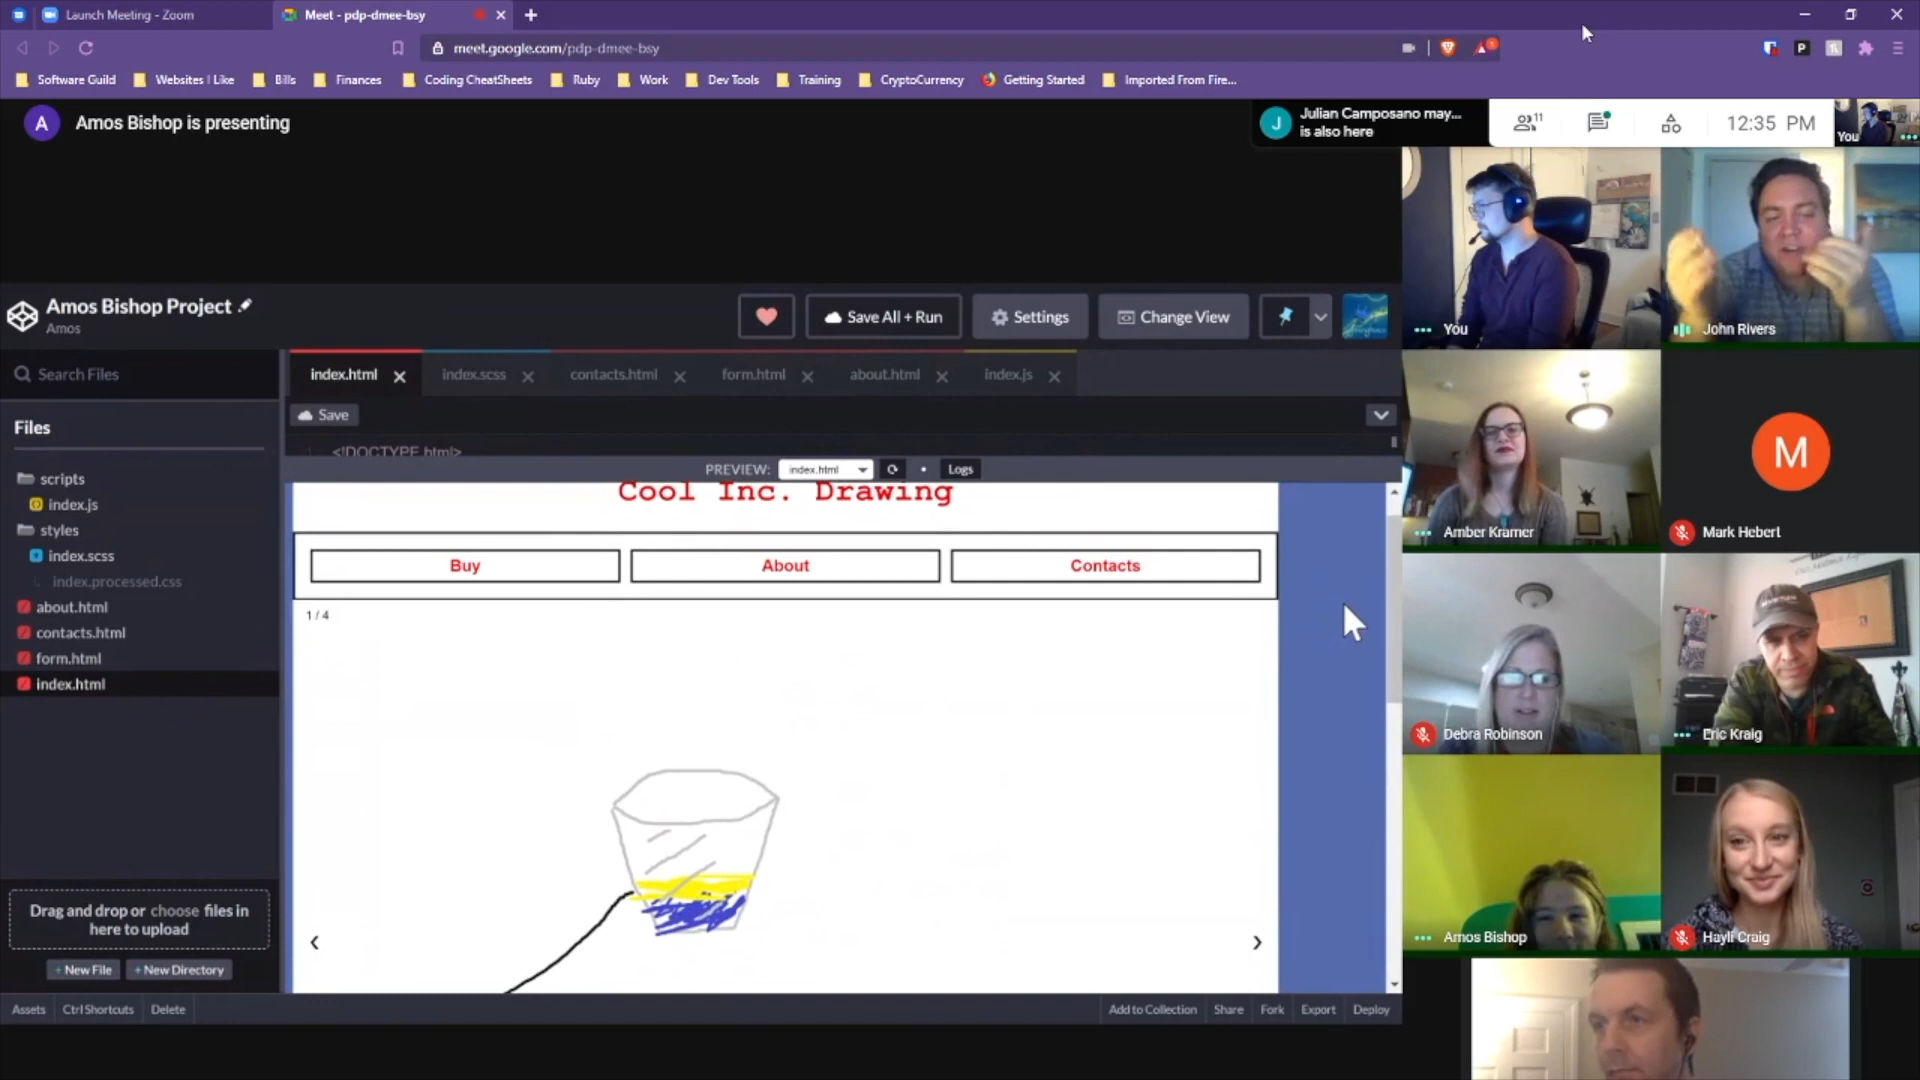 Launch Meeting - Zoom
Meet - pdp-dmee-bsy
meet.google.com/pdp-dmee-bsy
Software Guild
Websites I Like
Bills
Finances
Coding CheatSheets
Ruby
Work
Dev Tools
Training
CryptoCurrency
Getting Started
Imported From Fire...
A
Amos Bishop is presenting
J
Julian Camposano may...
is also here
11
12:35 PM
You
Amos Bishop Project
Amos
Save All + Run
Settings
Change View
You
John Rivers
Search Files
index.html
index.scss
contacts.html
form.html
about.html
index.js
Save
Files
1 <!DOCTYPE html>
PREVIEW: index.html
Logs
scripts
index.js
styles
index.scss
index.processed.css
about.html
contacts.html
form.html
index.html
Cool Inc. Drawing
Buy
About
Contacts
1 / 4
M
Amber Kramer
Mark Hebert
Debra Robinson
Eric Kraig
Amos Bishop
Hayli Craig
Drag and drop or choose files in
here to upload
+ New File
+ New Directory
❮
❯
Assets
Ctrl Shortcuts
Delete
Add to Collection
Share
Fork
Export
Deploy